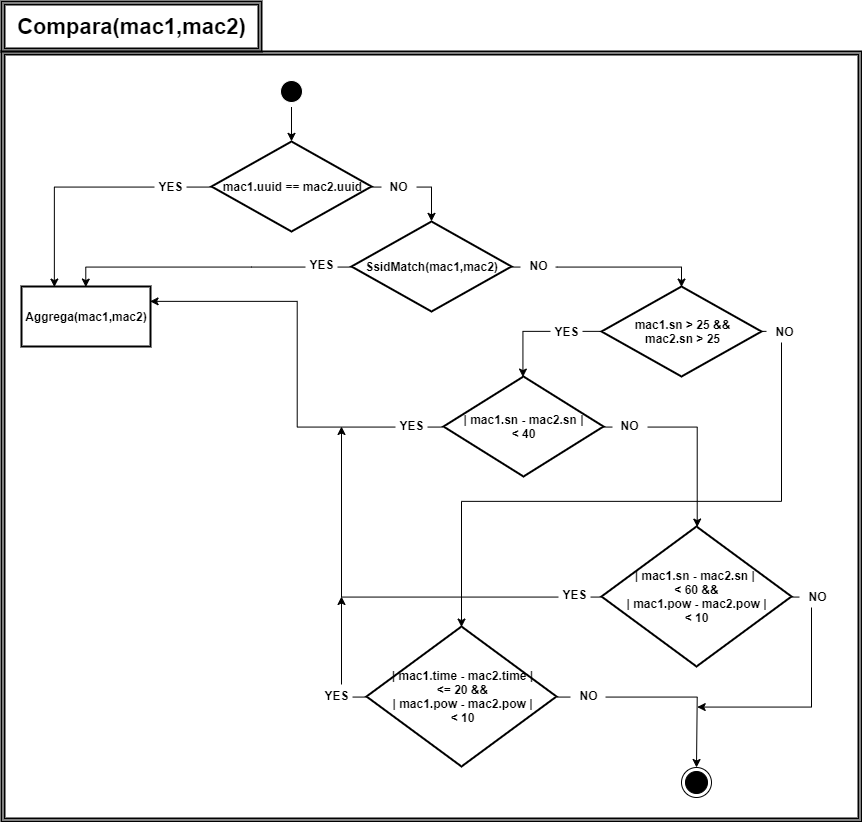 Compara(mac1,mac2)
YES
mac1.uuid == mac2.uuid
NO
YES
SsidMatch(mac1,mac2)
NO
Aggrega(mac1,mac2)
YES
mac1.sn > 25 &&
mac2.sn > 25
NO
YES
| mac1.sn - mac2.sn |
< 40
NO
YES
| mac1.sn - mac2.sn |
< 60 &&
| mac1.pow - mac2.pow |
< 10
NO
YES
| mac1.time - mac2.time |
<= 20 &&
| mac1.pow - mac2.pow |
< 10
NO